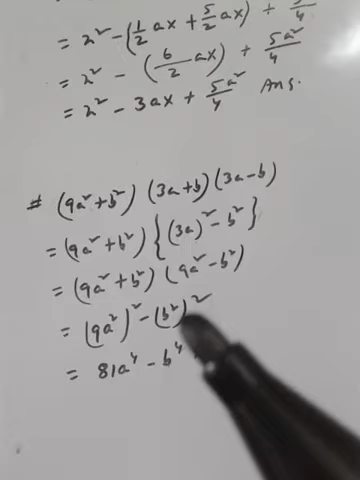 = x² - (1/2 ax + 5/2 ax) + 5/4
= x² - (6/2 ax) + 5a²/4
= x² - 3ax + 5a²/4 Ans.
# (9a² + b²) (3a + b) (3a - b)
= (9a² + b²) {(3a)² - b²}
= (9a² + b²) (9a² - b²)
= (9a²)² - (b²)²
= 81a⁴ - b⁴